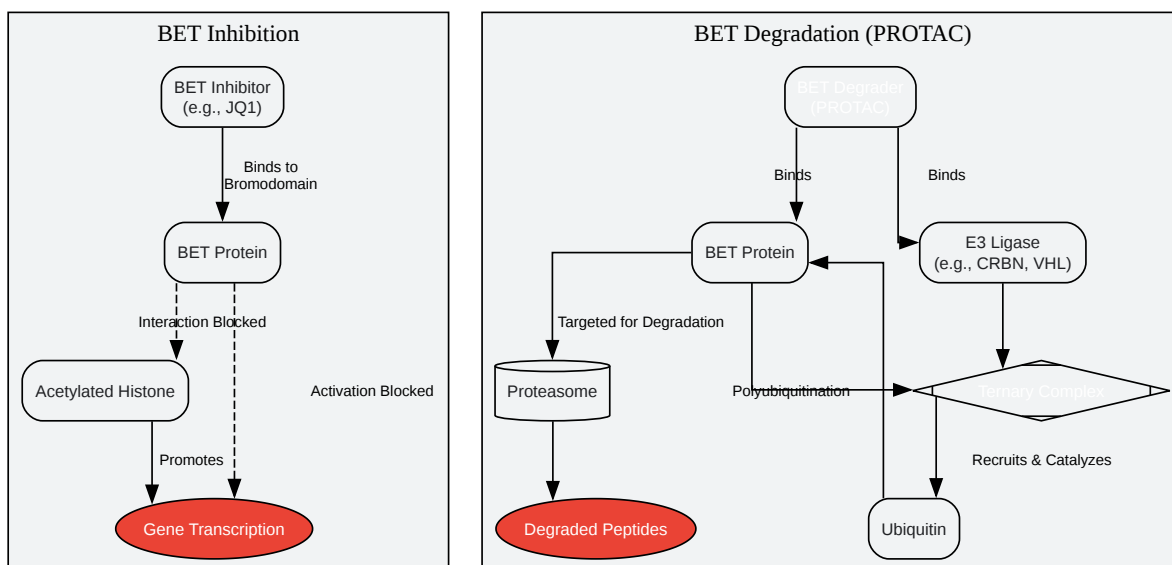 BET Inhibition
BET Inhibitor
(e.g., JQ1)
Binds to
Bromodomain
BET Protein
Interaction Blocked
Acetylated Histone
Activation Blocked
Promotes
Gene Transcription
BET Degradation (PROTAC)
BET Degrader
(PROTAC)
Binds
Binds
BET Protein
E3 Ligase
(e.g., CRBN, VHL)
Targeted for Degradation
Proteasome
Polyubiquitination
Ternary Complex
Recruits & Catalyzes
Degraded Peptides
Ubiquitin